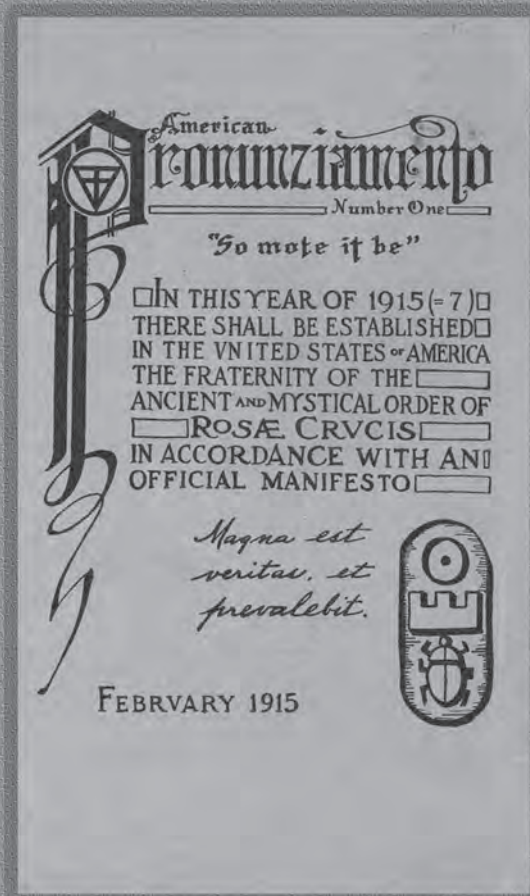 American
Pronunziamento
Number One
"So mote it be"
IN THIS YEAR OF 1915 (= 7)
THERE SHALL BE ESTABLISHED
IN THE VNITED STATES OF AMERICA
THE FRATERNITY OF THE
ANCIENT AND MYSTICAL ORDER OF
ROSÆ CRVCIS
IN ACCORDANCE WITH AN
OFFICIAL MANIFESTO
Magna est
veritas, et
prevalebit.
FEBRVARY 1915